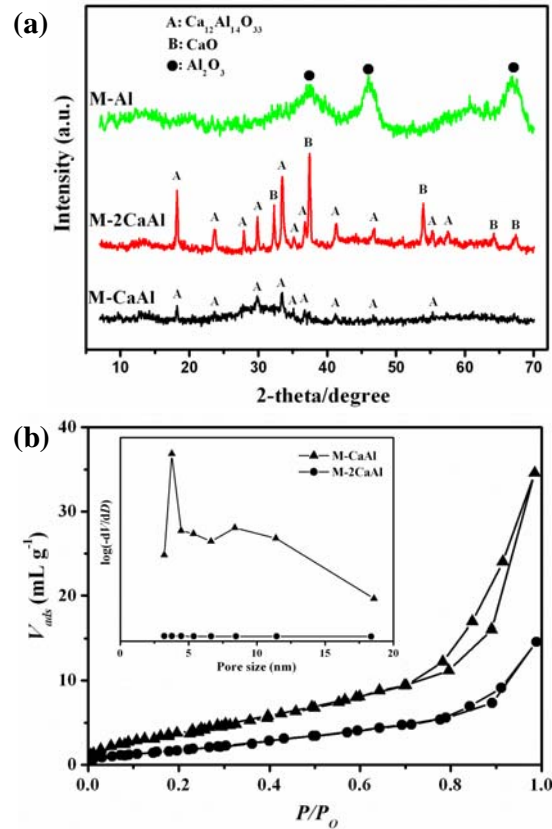 (a)
A: Ca₁₂Al₁₄O₃₃
B: CaO
●: Al₂O₃
M-Al
B
A
A
B
B
M-2CaAl
A
A
A
A
A
A
A
A
A
B
B
M-CaAl
A
A
A
A
A
A
A
A
A
Intensity (a.u.)
10 20 30 40 50 60 70
2-theta/degree
(b)
40
30
20
10
0
V_ads (mL g⁻¹)
M-CaAl
M-2CaAl
log(-dV/dD)
0 5 10 15 20
Pore size (nm)
0.0 0.2 0.4 0.6 0.8 1.0
P/P_O